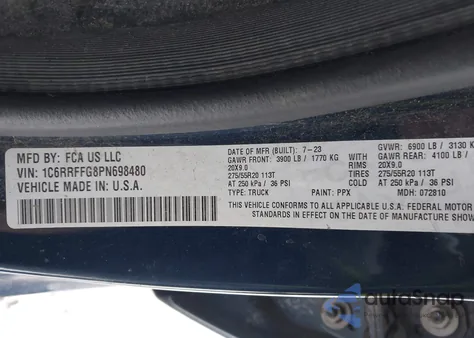 MFD BY: FCA US LLC
VIN: 1C6RRFFG8PN698480
VEHICLE MADE IN U.S.A.
DATE OF MFR (BUILT): 7-23
GAWR FRONT: 3900 LB / 1770 KG
20X9.0
275/55R20 113T
AT 250 kPa / 36 PSI
TYPE: TRUCK PAINT: PPX MDH: 072810
WITH
RIMS
TIRES
GVWR: 6900 LB / 3130 KG
GAWR REAR: 4100 LB /
20X9.0
275/55R20 113T
AT 250 kPa / 36 PSI
THIS VEHICLE CONFORMS TO ALL APPLICABLE U.S.A. FEDERAL MOTOR
STANDARDS IN EFFECT ON THE DATE OF MANUFACTURE SHOW
autoSnap